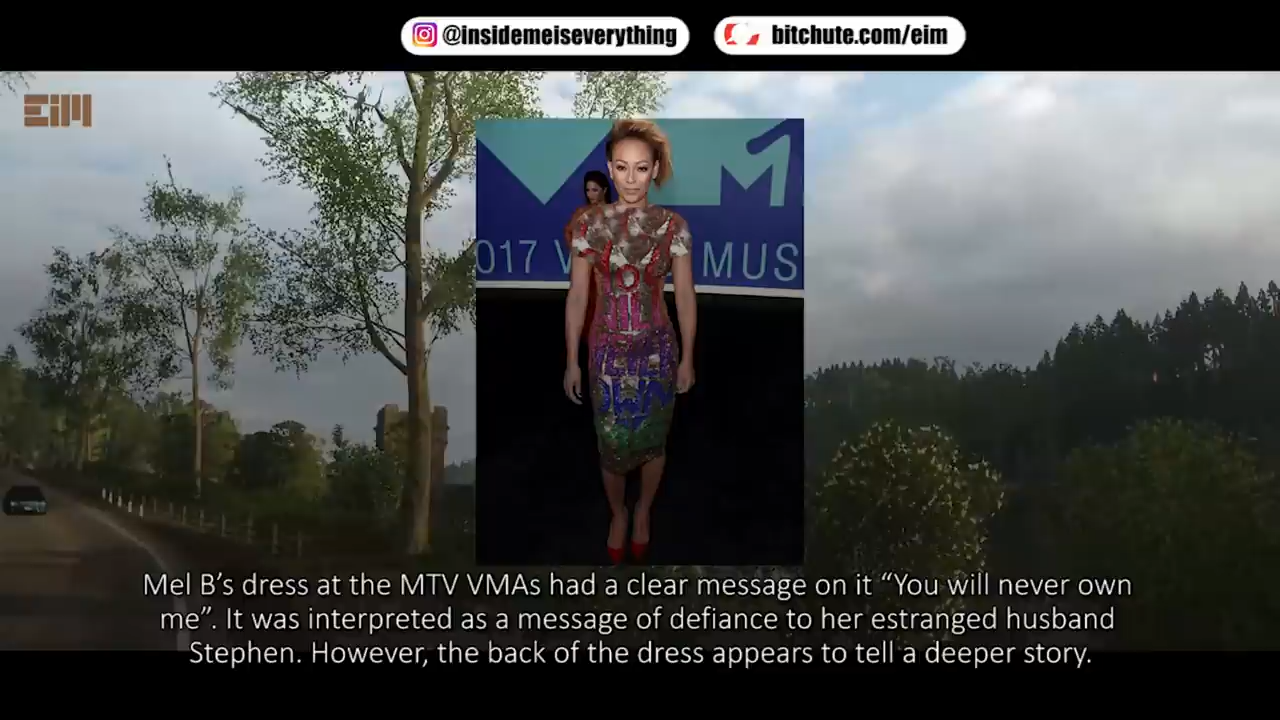 @insidemeiseverything
bitchute.com/eim
EIM
2017 V
MUS
Mel B's dress at the MTV VMAs had a clear message on it “You will never own
me”. It was interpreted as a message of defiance to her estranged husband
Stephen. However, the back of the dress appears to tell a deeper story.